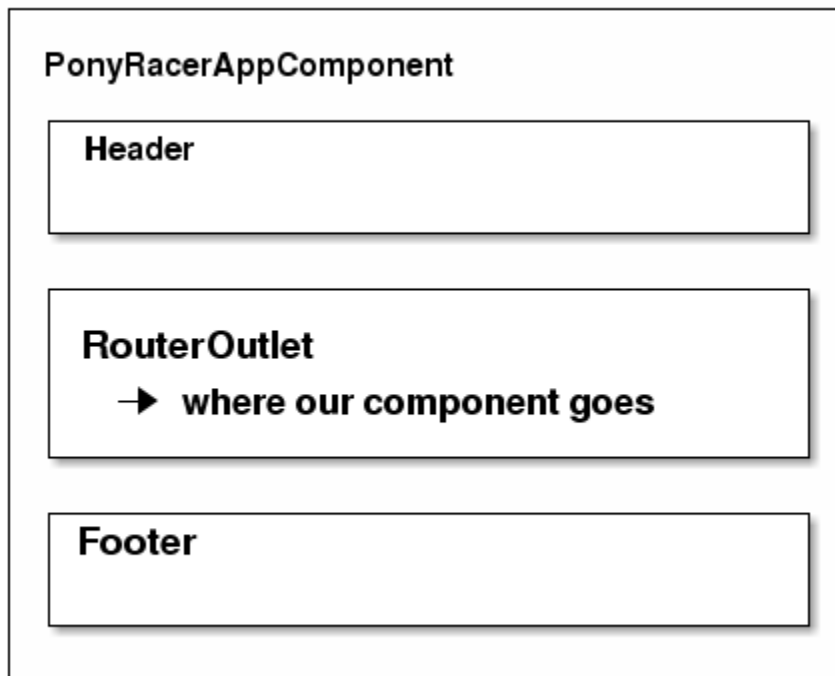 PonyRacerAppComponent
Header
RouterOutlet
where our component goes
Footer